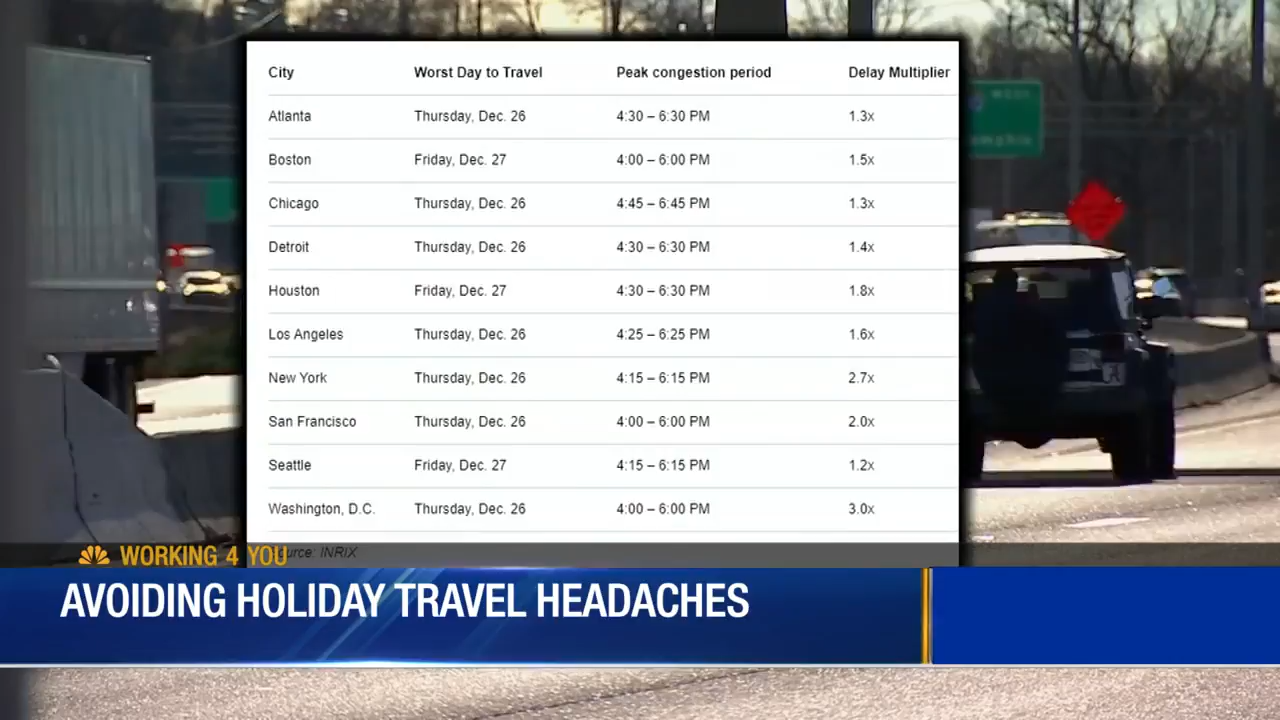 City Worst Day to Travel Peak congestion period Delay Multiplier
Atlanta Thursday, Dec. 26 4:30 – 6:30 PM 1.3x
Boston Friday, Dec. 27 4:00 – 6:00 PM 1.5x
Chicago Thursday, Dec. 26 4:45 – 6:45 PM 1.3x
Detroit Thursday, Dec. 26 4:30 – 6:30 PM 1.4x
Houston Friday, Dec. 27 4:30 – 6:30 PM 1.8x
Los Angeles Thursday, Dec. 26 4:25 – 6:25 PM 1.6x
New York Thursday, Dec. 26 4:15 – 6:15 PM 2.7x
San Francisco Thursday, Dec. 26 4:00 – 6:00 PM 2.0x
Seattle Friday, Dec. 27 4:15 – 6:15 PM 1.2x
Washington, D.C. Thursday, Dec. 26 4:00 – 6:00 PM 3.0x
INRIX
WORKING 4 YOU
AVOIDING HOLIDAY TRAVEL HEADACHES